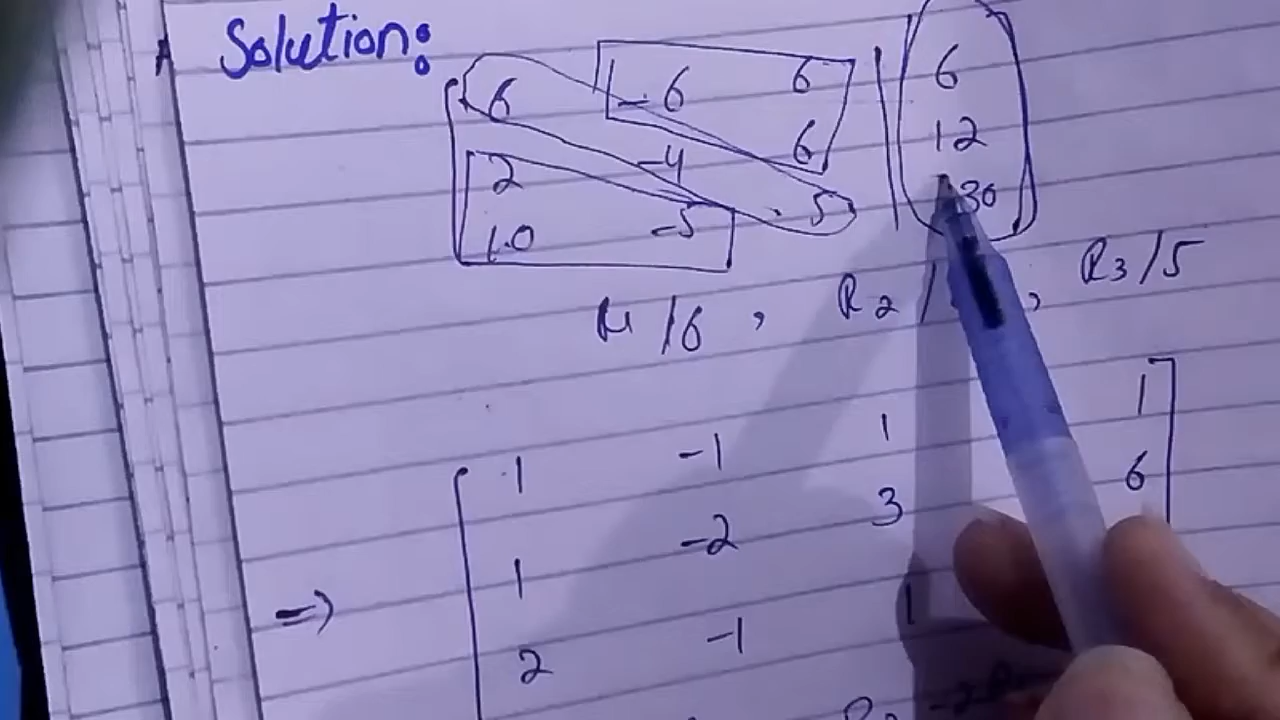 Solution:
6 -6 6 6
2 -4 6 12
10 -5 5 30
R1/6 , R2/ , R3/5
1 -1 1 1
1 -2 3 6
=> 2 -1 1